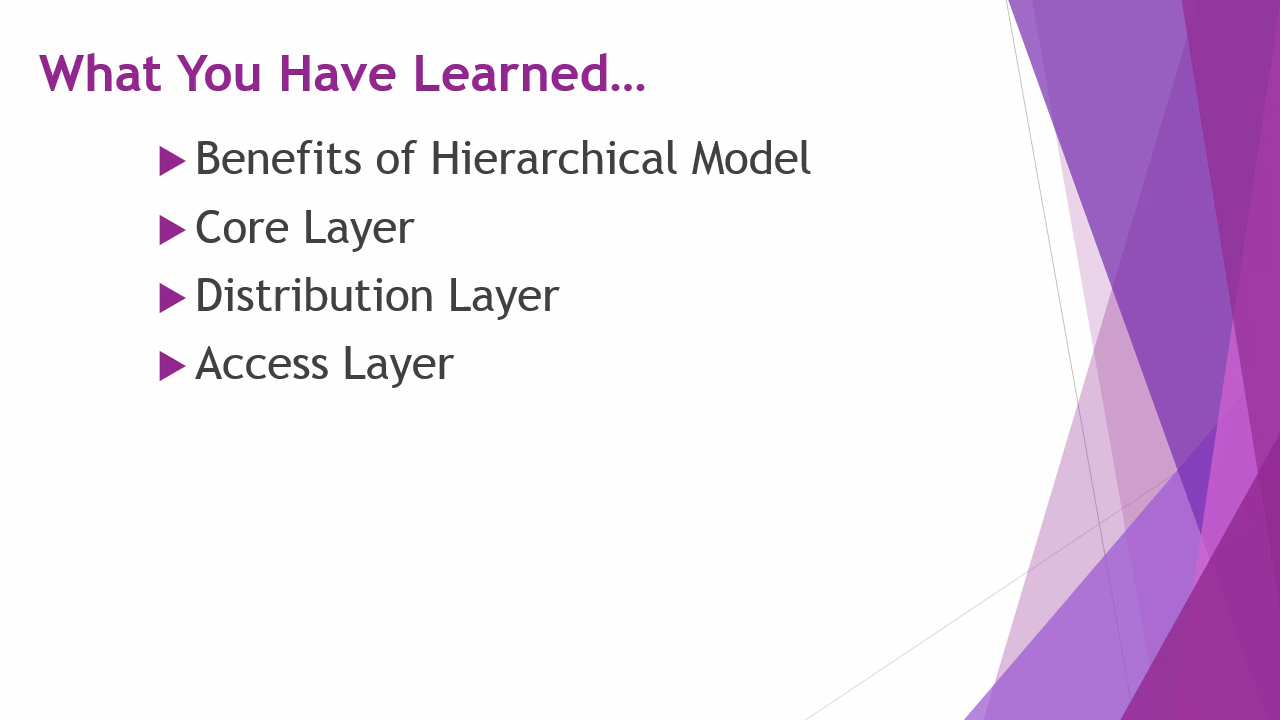 What You Have Learned…
Benefits of Hierarchical Model
Core Layer
Distribution Layer
Access Layer